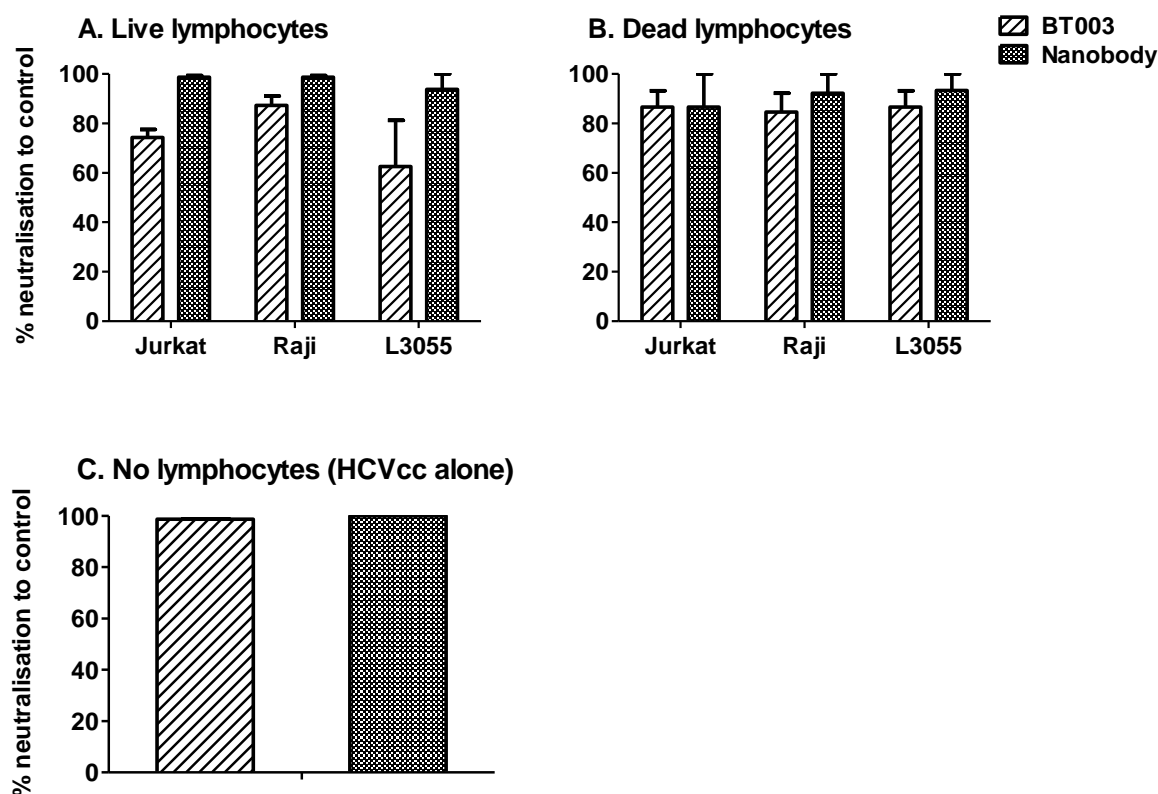 A. Live lymphocytes
% neutralisation to control
100
80
60
40
20
0
Jurkat Raji L3055
B. Dead lymphocytes
100
80
60
40
20
0
Jurkat Raji L3055
BT003
Nanobody
C. No lymphocytes (HCVcc alone)
% neutralisation to control
100
80
60
40
20
0